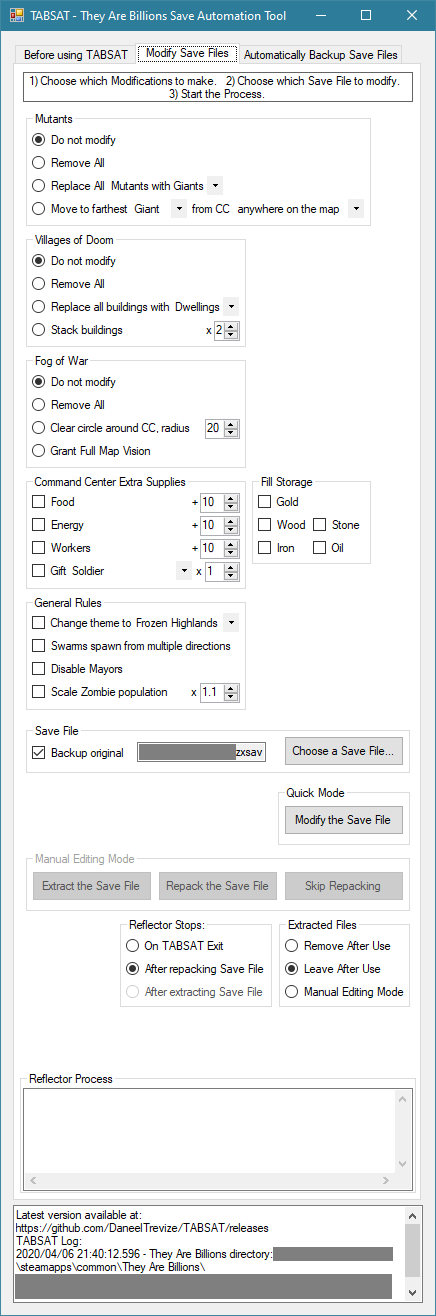 TABSAT - They Are Billions Save Automation Tool
Before using TABSAT Modify Save Files Automatically Backup Save Files
1) Choose which Modifications to make. 2) Choose which Save File to modify.
3) Start the Process.
Mutants
Do not modify
Remove All
Replace All Mutants with Giants
Move to farthest Giant from CC anywhere on the map
Villages of Doom
Do not modify
Remove All
Replace all buildings with Dwellings
Stack buildings x 2
Fog of War
Do not modify
Remove All
Clear circle around CC, radius 20
Grant Full Map Vision
Command Center Extra Supplies Fill Storage
Food + 10 Gold
Energy + 10 Wood Stone
Workers + 10 Iron Oil
Gift Soldier x 1
General Rules
Change theme to Frozen Highlands
Swarms spawn from multiple directions
Disable Mayors
Scale Zombie population x 1.1
Save File
Backup original zxsav Choose a Save File...
Quick Mode
Modify the Save File
Manual Editing Mode
Extract the Save File Repack the Save File Skip Repacking
Reflector Stops: Extracted Files
On TABSAT Exit Remove After Use
After repacking Save File Leave After Use
After extracting Save File Manual Editing Mode
Reflector Process
Latest version available at:
https://github.com/DaneelTrevize/TABSAT/releases
TABSAT Log:
2020/04/06 21:40:12.596 - They Are Billions directory:
\steamapps\common\They Are Billions\